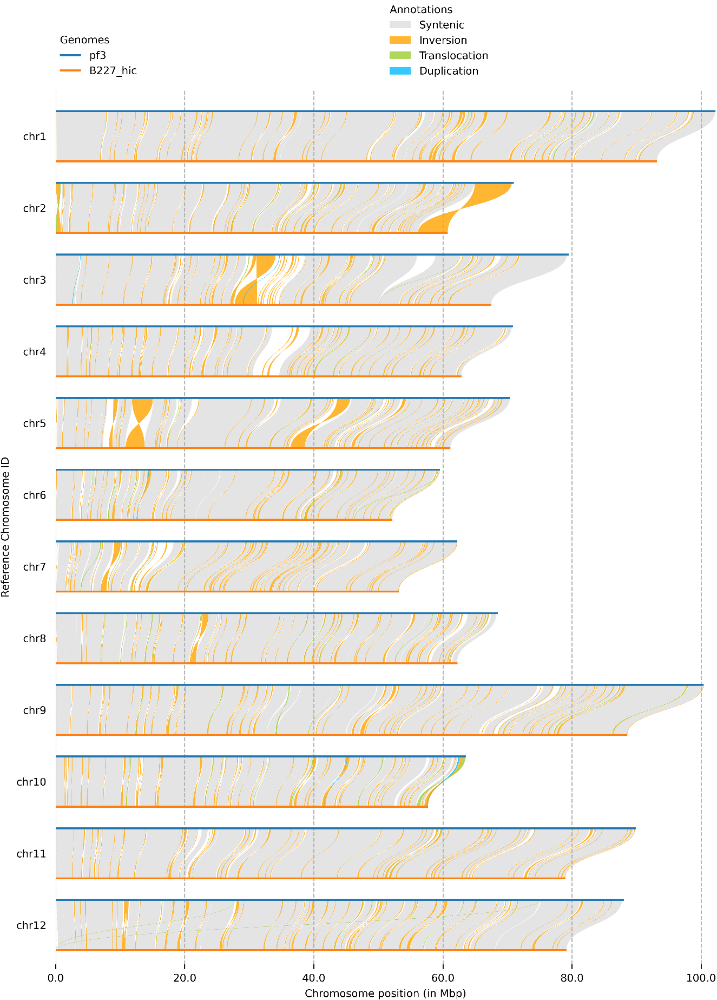 Genomes
pf3
B227_hic
Annotations
Syntenic
Inversion
Translocation
Duplication
Reference Chromosome ID
chr1
chr2
chr3
chr4
chr5
chr6
chr7
chr8
chr9
chr10
chr11
chr12
0.0 20.0 40.0 60.0 80.0 100.0
Chromosome position (in Mbp)